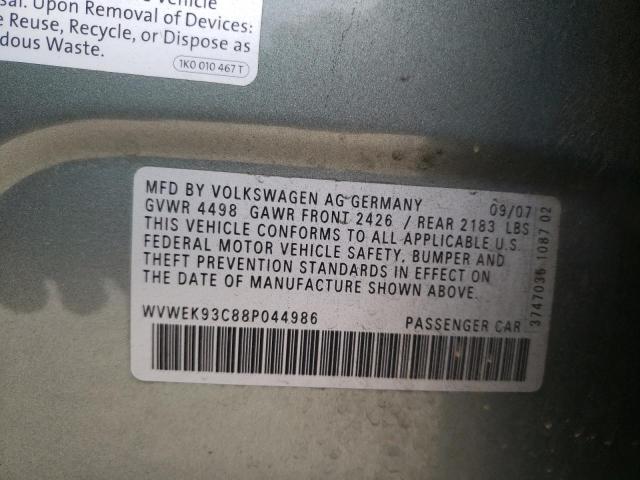 sal. Upon Removal of Devices:
e Reuse, Recycle, or Dispose as
dous Waste.
1K0 010 467 T
MFD BY VOLKSWAGEN AG GERMANY 09/07
GVWR 4498 GAWR FRONT 2426 / REAR 2183 LBS
THIS VEHICLE CONFORMS TO ALL APPLICABLE U.S.
FEDERAL MOTOR VEHICLE SAFETY, BUMPER AND
THEFT PREVENTION STANDARDS IN EFFECT ON
THE DATE OF MANUFACTURE SHOWN ABOVE.
WVWEK93C88P044986 PASSENGER CAR
3747036 1087 02